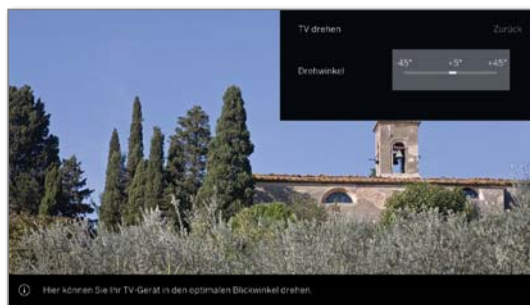 TV drehen Zurück
-45° +5° +45°
Drehwinkel
Hier können Sie Ihr TV-Gerät in den optimalen Blickwinkel drehen.